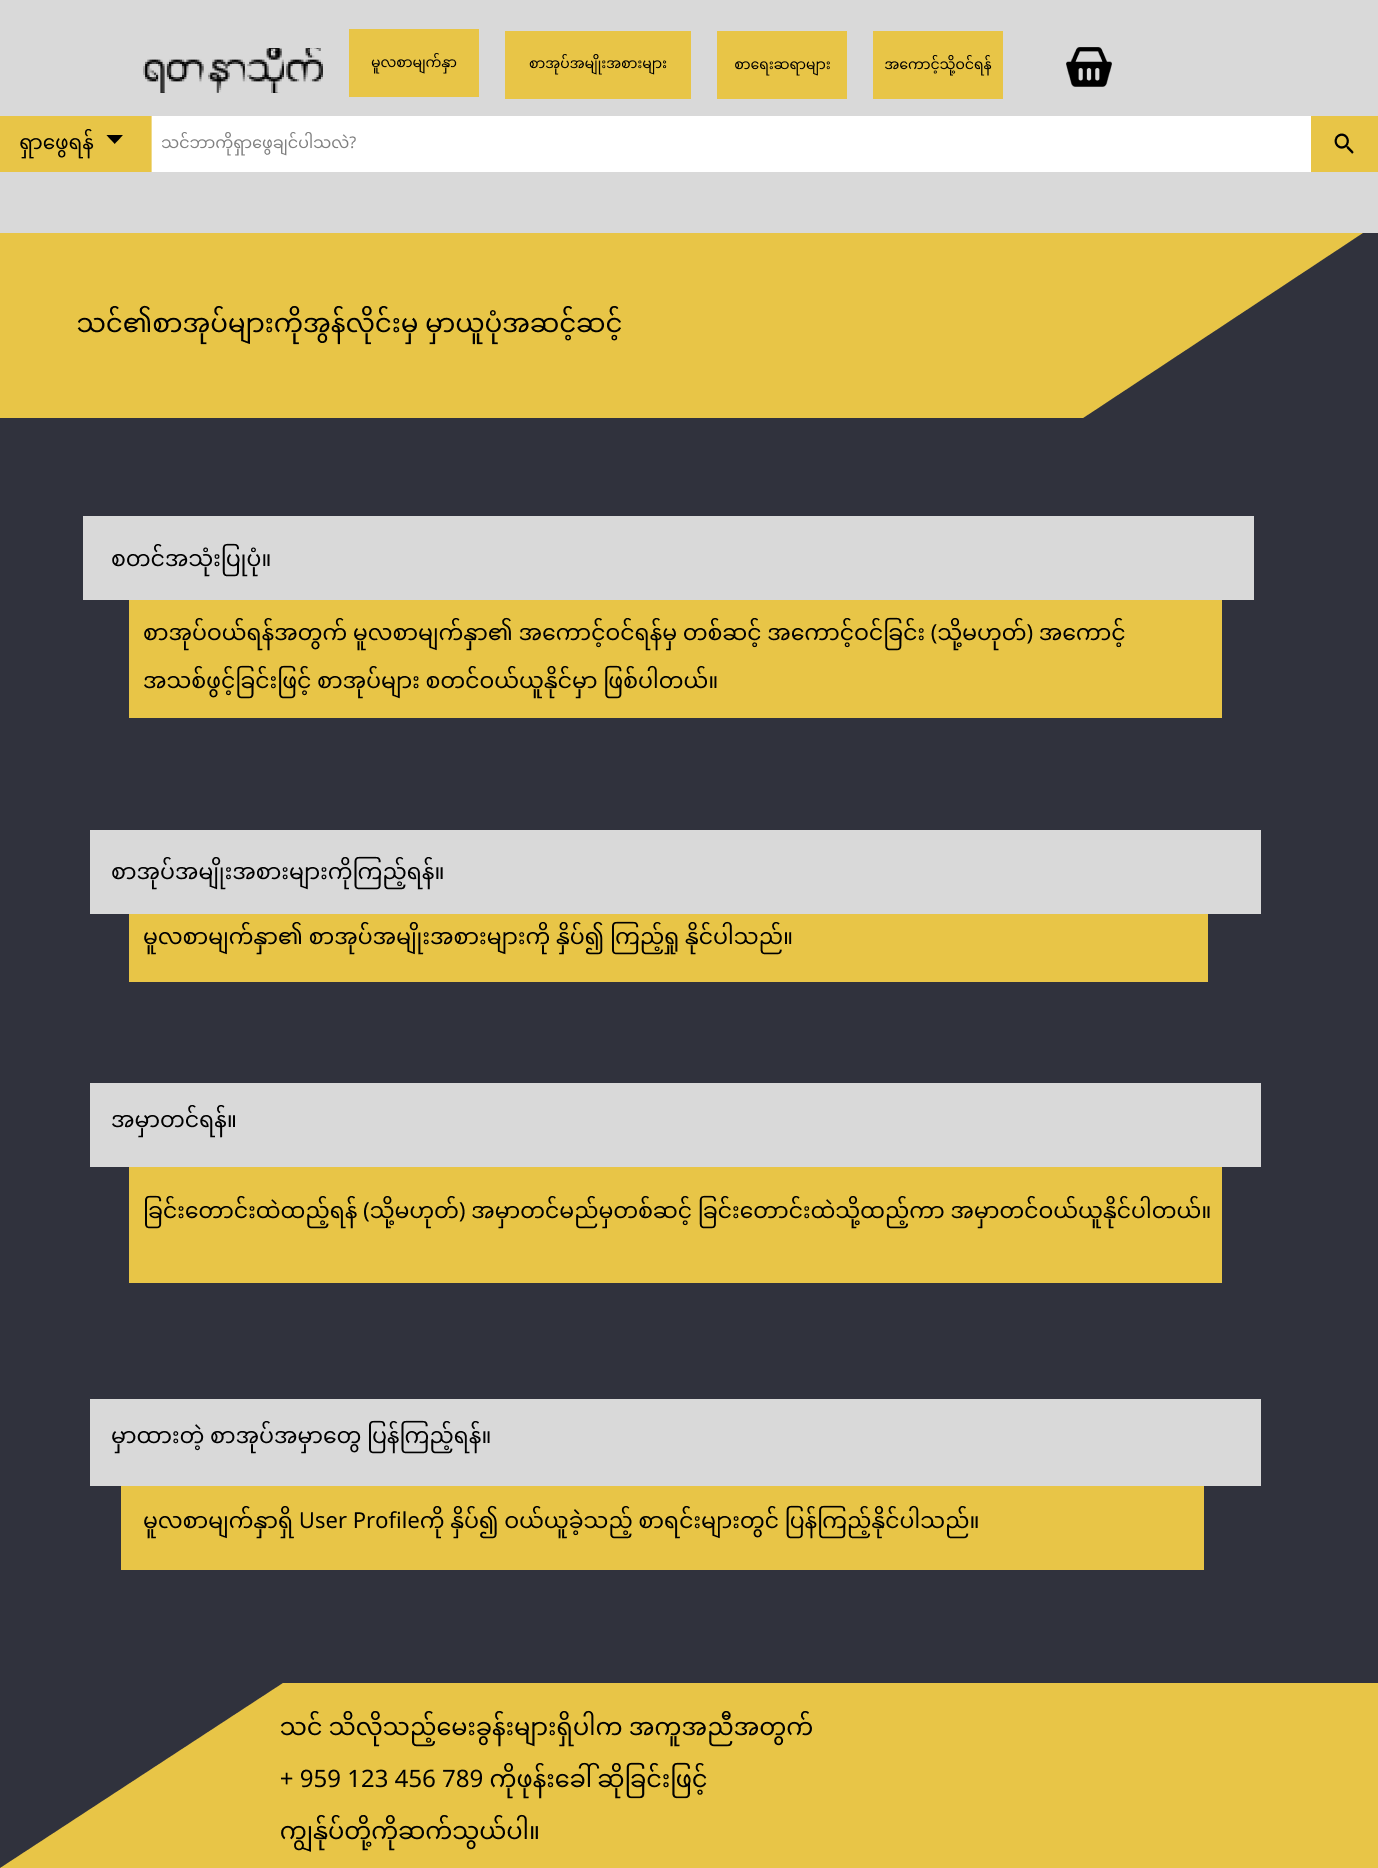 ရတနာသိုက်
မူလစာမျက်နှာ
စာအုပ်အမျိုးအစားများ
စာရေးဆရာများ
အကောင့်သို့ဝင်ရန်
ရှာဖွေရန်
သင်ဘာကိုရှာဖွေချင်ပါသလဲ?
သင်၏စာအုပ်များကိုအွန်လိုင်းမှ မှာယူပုံအဆင့်ဆင့်
စတင်အသုံးပြုပုံ။
စာအုပ်ဝယ်ရန်အတွက် မူလစာမျက်နှာ၏ အကောင့်ဝင်ရန်မှ တစ်ဆင့် အကောင့်ဝင်ခြင်း (သို့မဟုတ်) အကောင့်
အသစ်ဖွင့်ခြင်းဖြင့် စာအုပ်များ စတင်ဝယ်ယူနိုင်မှာ ဖြစ်ပါတယ်။
စာအုပ်အမျိုးအစားများကိုကြည့်ရန်။
မူလစာမျက်နှာ၏ စာအုပ်အမျိုးအစားများကို နှိပ်၍ ကြည့်ရှု နိုင်ပါသည်။
အမှာတင်ရန်။
ခြင်းတောင်းထဲထည့်ရန် (သို့မဟုတ်) အမှာတင်မည်မှတစ်ဆင့် ခြင်းတောင်းထဲသို့ထည့်ကာ အမှာတင်ဝယ်ယူနိုင်ပါတယ်။
မှာထားတဲ့ စာအုပ်အမှာတွေ ပြန်ကြည့်ရန်။
မူလစာမျက်နှာရှိ User Profileကို နှိပ်၍ ဝယ်ယူခဲ့သည့် စာရင်းများတွင် ပြန်ကြည့်နိုင်ပါသည်။
သင် သိလိုသည့်မေးခွန်းများရှိပါက အကူအညီအတွက်
+ 959 123 456 789 ကိုဖုန်းခေါ်ဆိုခြင်းဖြင့်
ကျွန်ုပ်တို့ကိုဆက်သွယ်ပါ။